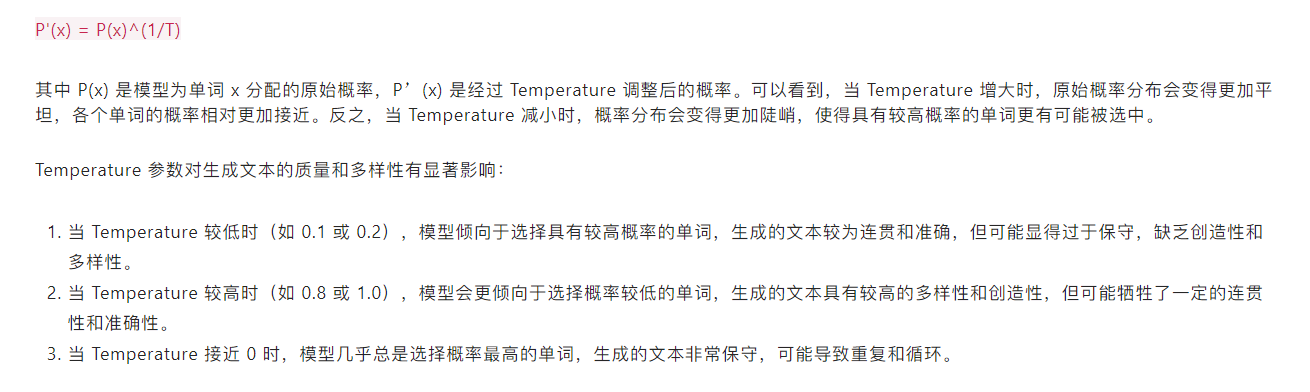 P'(x) = P(x)^(1/T)
其中 P(x) 是模型为单词 x 分配的原始概率，P’(x) 是经过 Temperature 调整后的概率。可以看到，当 Temperature 增大时，原始概率分布会变得更加平
坦，各个单词的概率相对更加接近。反之，当 Temperature 减小时，概率分布会变得更加陡峭，使得具有较高概率的单词更有可能被选中。
Temperature 参数对生成文本的质量和多样性有显著影响：
1. 当 Temperature 较低时（如 0.1 或 0.2），模型倾向于选择具有较高概率的单词，生成的文本较为连贯和准确，但可能显得过于保守，缺乏创造性和
多样性。
2. 当 Temperature 较高时（如 0.8 或 1.0），模型会更倾向于选择概率较低的单词，生成的文本具有较高的多样性和创造性，但可能牺牲了一定的连贯
性和准确性。
3. 当 Temperature 接近 0 时，模型几乎总是选择概率最高的单词，生成的文本非常保守，可能导致重复和循环。